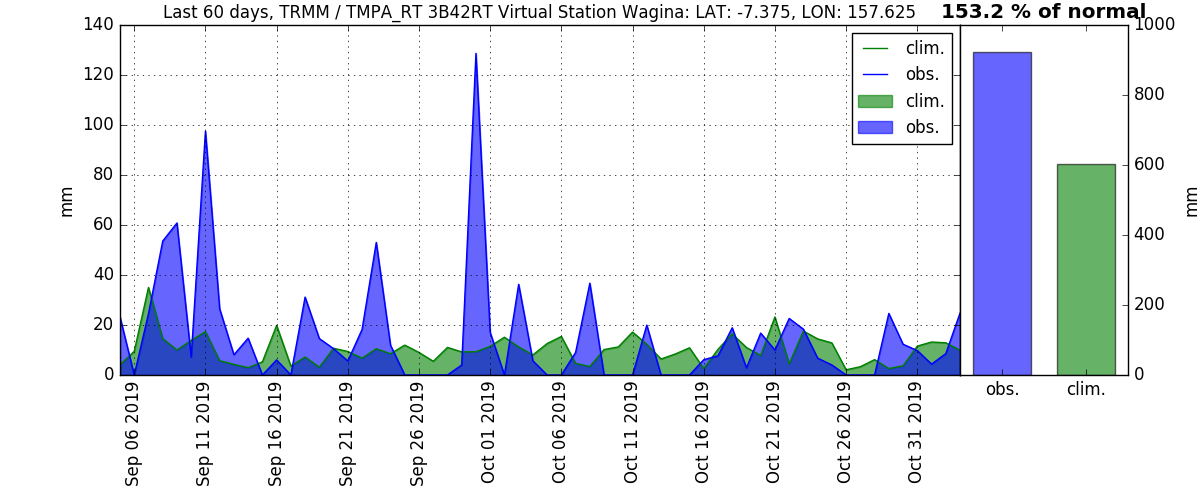 Last 60 days, TRMM / TMPA_RT 3B42RT Virtual Station Wagina: LAT: -7.375, LON: 157.625
153.2 % of normal
140
120
100
80
60
40
20
0
mm
clim.
obs.
clim.
obs.
Sep 06 2019
Sep 11 2019
Sep 16 2019
Sep 21 2019
Sep 26 2019
Oct 01 2019
Oct 06 2019
Oct 11 2019
Oct 16 2019
Oct 21 2019
Oct 26 2019
Oct 31 2019
1000
800
600
400
200
0
mm
obs.
clim.